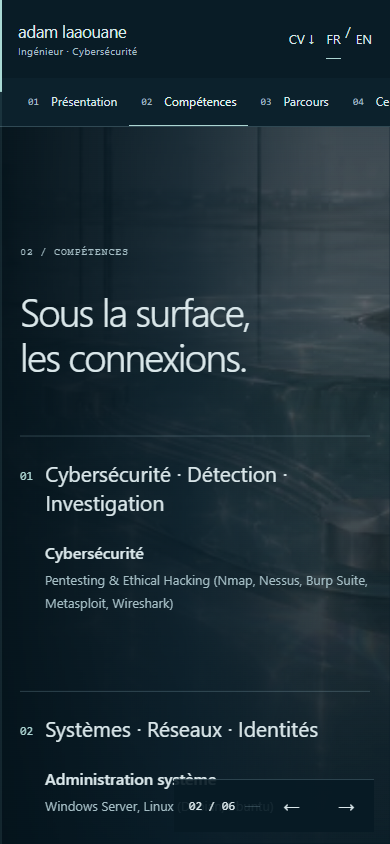 adam laaouane
Ingénieur · Cybersécurité
CV ↓ FR / EN
01 Présentation 02 Compétences 03 Parcours 04 Ce
02 / COMPÉTENCES
Sous la surface,
les connexions.
01 Cybersécurité · Détection ·
Investigation
Cybersécurité
Pentesting & Ethical Hacking (Nmap, Nessus, Burp Suite,
Metasploit, Wireshark)
02 Systèmes · Réseaux · Identités
Administration système
Windows Server, Linux
02 / 06 ← →